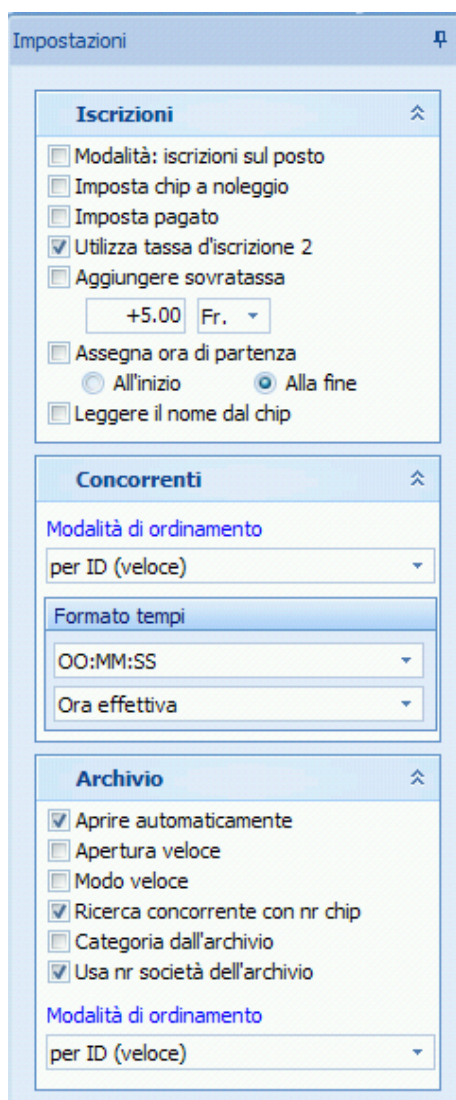 Impostazioni
Iscrizioni
Modalità: iscrizioni sul posto
Imposta chip a noleggio
Imposta pagato
Utilizza tassa d'iscrizione 2
Aggiungere sovratassa
+5.00 Fr.
Assegna ora di partenza
All'inizio Alla fine
Leggere il nome dal chip
Concorrenti
Modalità di ordinamento
per ID (veloce)
Formato tempi
OO:MM:SS
Ora effettiva
Archivio
Aprire automaticamente
Apertura veloce
Modo veloce
Ricerca concorrente con nr chip
Categoria dall'archivio
Usa nr società dell'archivio
Modalità di ordinamento
per ID (veloce)